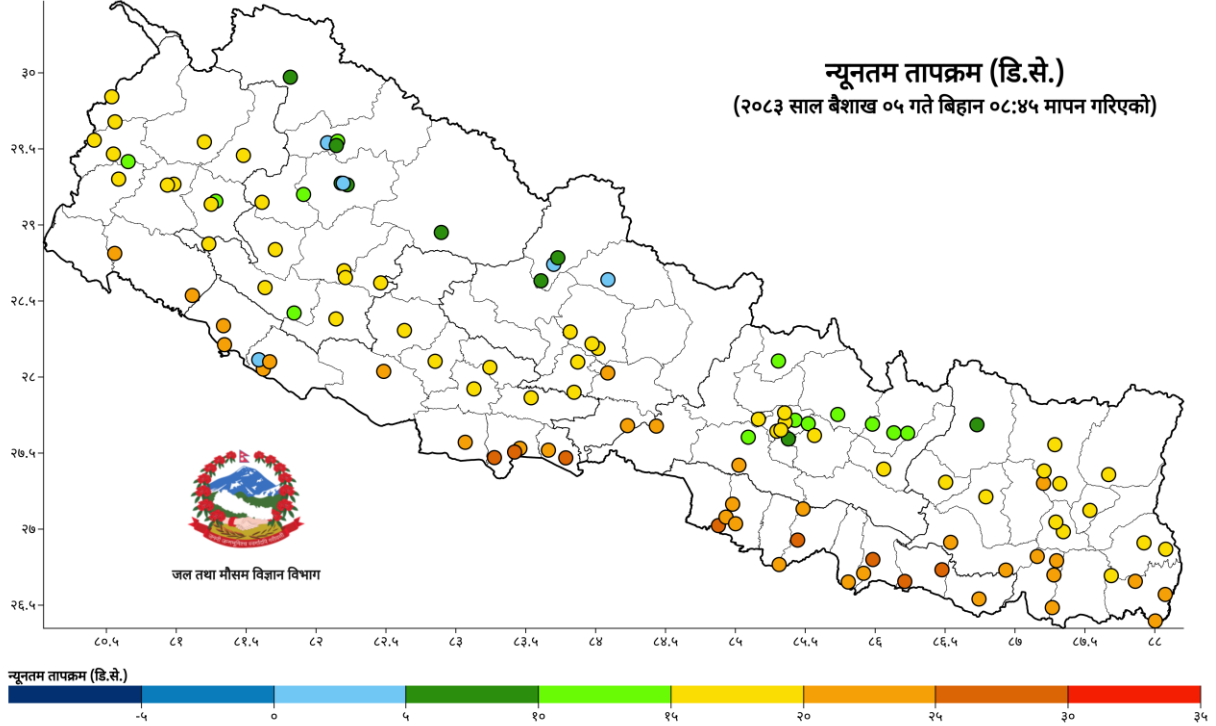 न्यूनतम तापक्रम (डि.से.)
(२०८३ साल बैशाख ०५ गते बिहान ०८:४५ मापन गरिएको)
३०
२९.५
२९
२८.५
२८
२७.५
२७
२६.५
जल तथा मौसम विज्ञान विभाग
८०.५ ८१ ८१.५ ८२ ८२.५ ८३ ८३.५ ८४ ८४.५ ८५ ८५.५ ८६ ८६.५ ८७ ८७.५ ८८
न्यूनतम तापक्रम (डि.से.)
-५ ० ५ १० १५ २० २५ ३० ३५